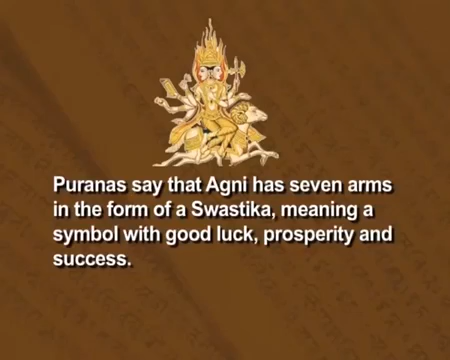 Puranas say that Agni has seven arms
in the form of a Swastika, meaning a
symbol with good luck, prosperity and
success.